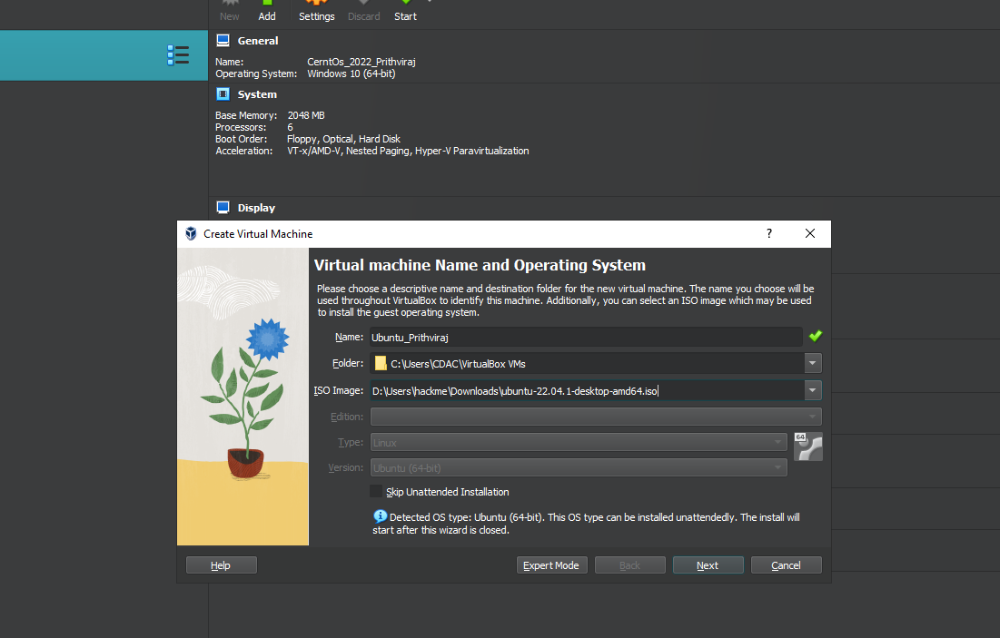 New Add Settings Discard Start
General
Name: CerntOs_2022_Prithviraj
Operating System: Windows 10 (64-bit)
System
Base Memory: 2048 MB
Processors: 6
Boot Order: Floppy, Optical, Hard Disk
Acceleration: VT-x/AMD-V, Nested Paging, Hyper-V Paravirtualization
Display
Create Virtual Machine ?
Virtual machine Name and Operating System
Please choose a descriptive name and destination folder for the new virtual machine. The name you choose will be
used throughout VirtualBox to identify this machine. Additionally, you can select an ISO image which may be used
to install the guest operating system.
Name: Ubuntu_Prithviraj
Folder: C:\Users\CDAC\VirtualBox VMs
ISO Image: D:\Users\hackme\Downloads\ubuntu-22.04.1-desktop-amd64.iso
Edition:
Type: Linux
64
Version: Ubuntu (64-bit)
Skip Unattended Installation
Detected OS type: Ubuntu (64-bit). This OS type can be installed unattendedly. The install will
start after this wizard is closed.
Help Expert Mode Back Next Cancel